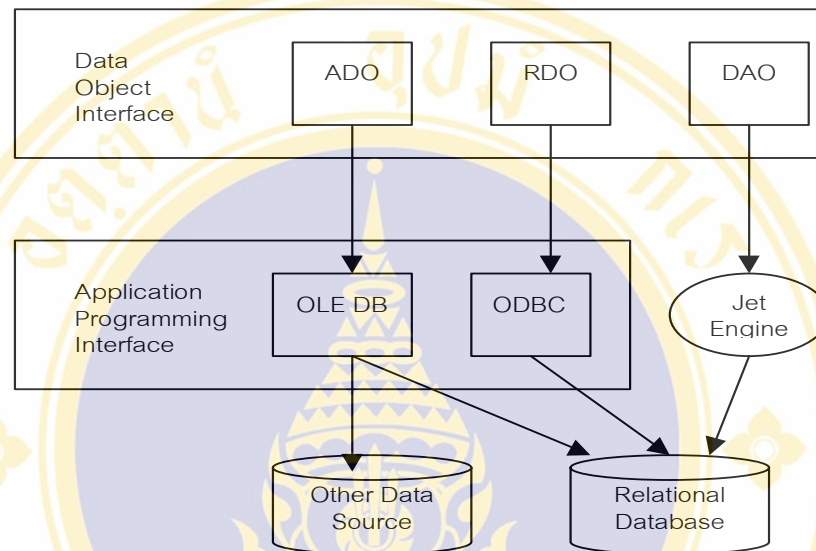 Data
Object
Interface
ADO
RDO
DAO
Application
Programming
Interface
OLE DB
ODBC
Jet
Engine
Other Data
Source
Relational
Database